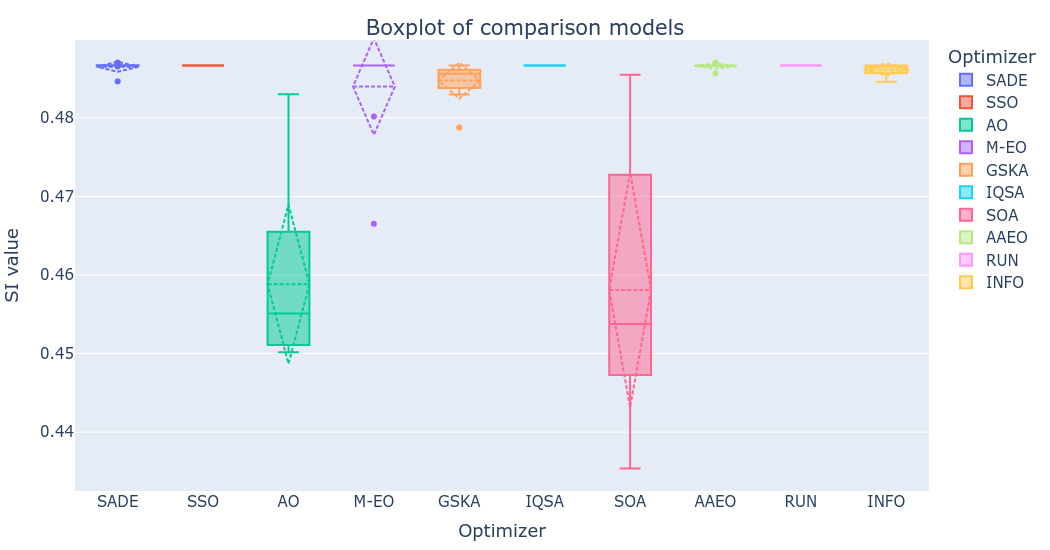 Boxplot of comparison models
SI value
0.48
0.47
0.46
0.45
0.44
SADE
SSO
AO
M-EO
GSKA
IQSA
SOA
AAEO
RUN
INFO
Optimizer
Optimizer
SADE
SSO
AO
M-EO
GSKA
IQSA
SOA
AAEO
RUN
INFO